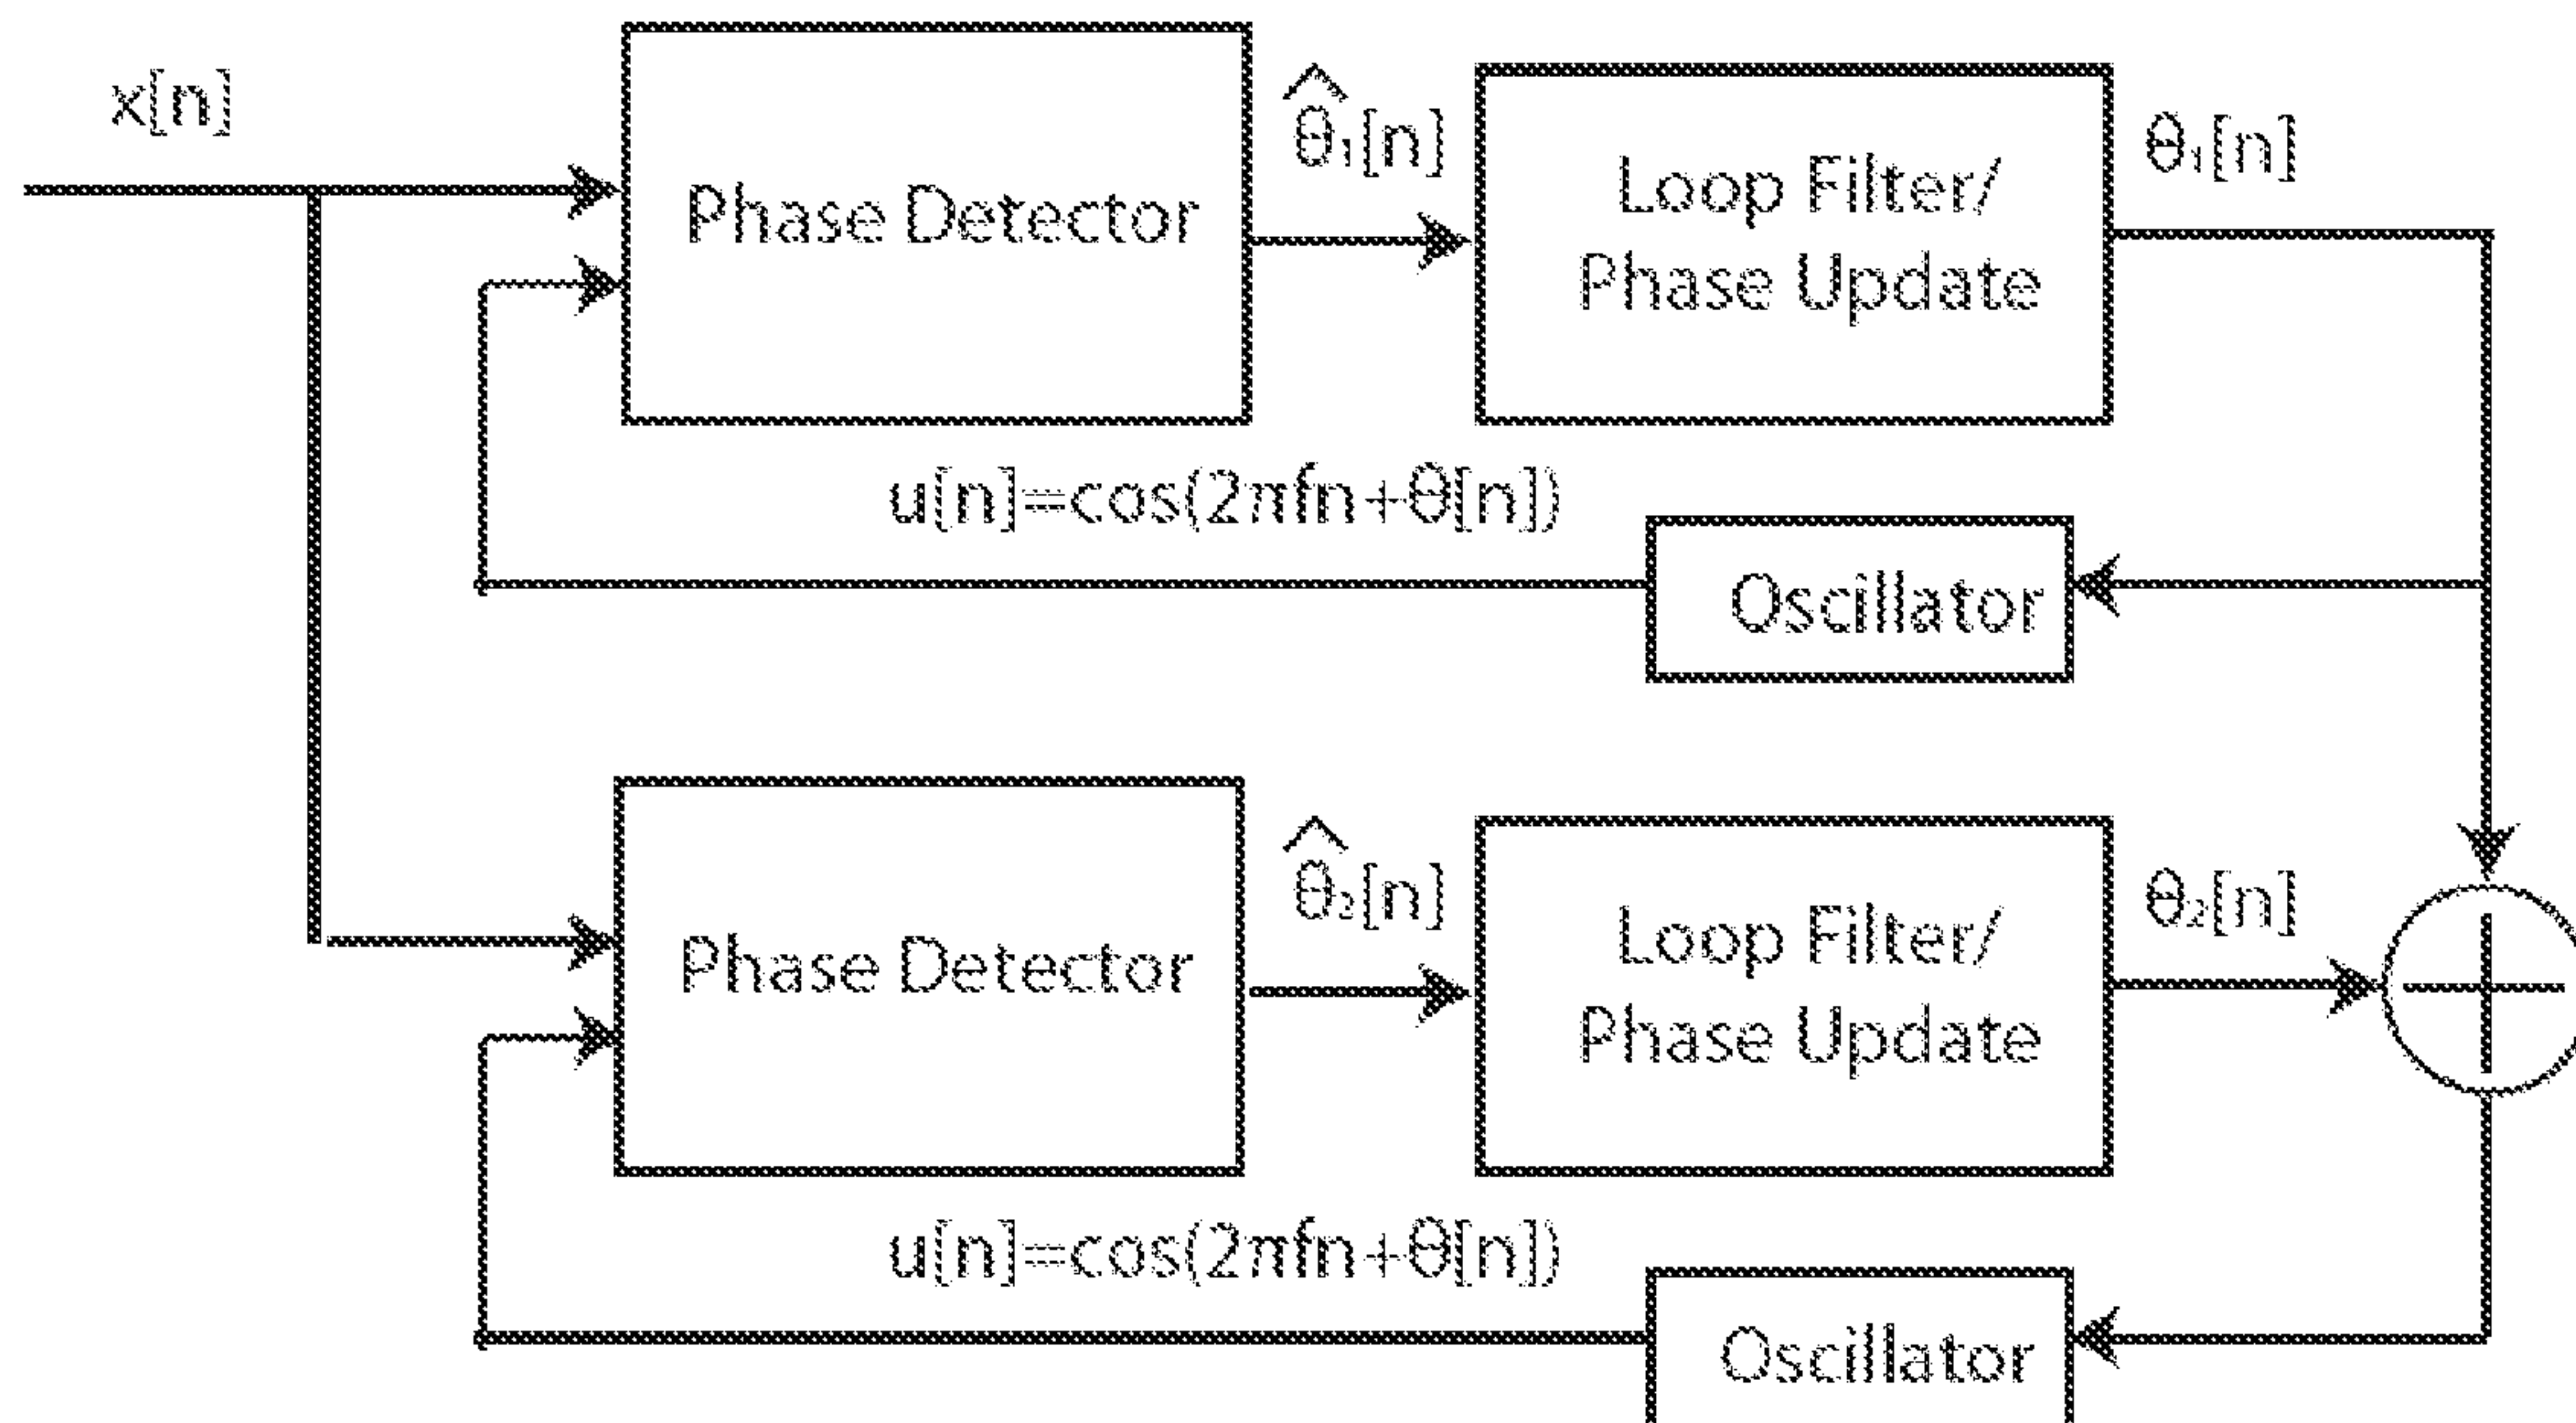 x[n]
Phase Detector
θ̂₁[n]
Loop Filter/
Phase Update
θ₁[n]
u[n]=cos(2πfn+θ[n])
Oscillator
Phase Detector
θ̂₂[n]
Loop Filter/
Phase Update
θ₂[n]
u[n]=cos(2πfn+θ[n])
Oscillator